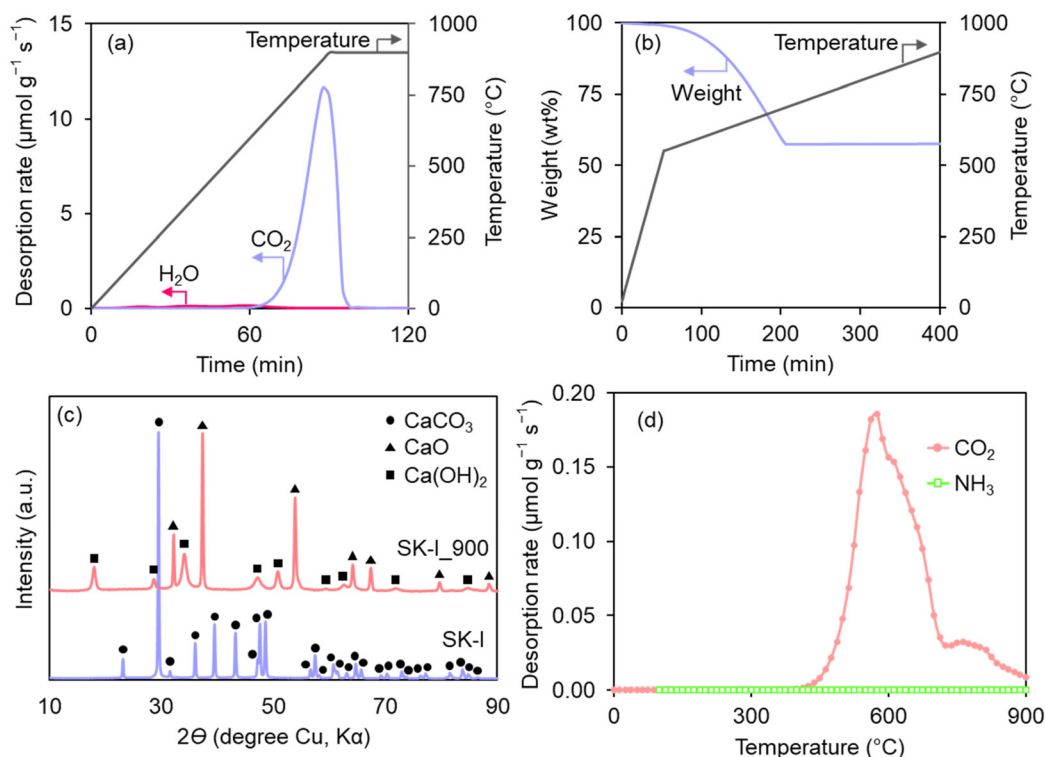 (a)
Temperature
CO2
H2O
Desorption rate (µmol g⁻¹ s⁻¹)
15
10
5
0
0
60
120
Time (min)
1000
750
500
250
0
Temperature (°C)
(b)
Temperature
Weight
Weight (wt%)
100
75
50
25
0
0
100
200
300
400
Time (min)
1000
750
500
250
0
Temperature (°C)
(c)
CaCO3
CaO
Ca(OH)2
SK-I_900
SK-I
Intensity (a.u.)
10
30
50
70
90
2Θ (degree Cu, Kα)
(d)
CO2
NH3
Desorption rate (µmol g⁻¹ s⁻¹)
0.20
0.15
0.10
0.05
0.00
0
300
600
900
Temperature (°C)